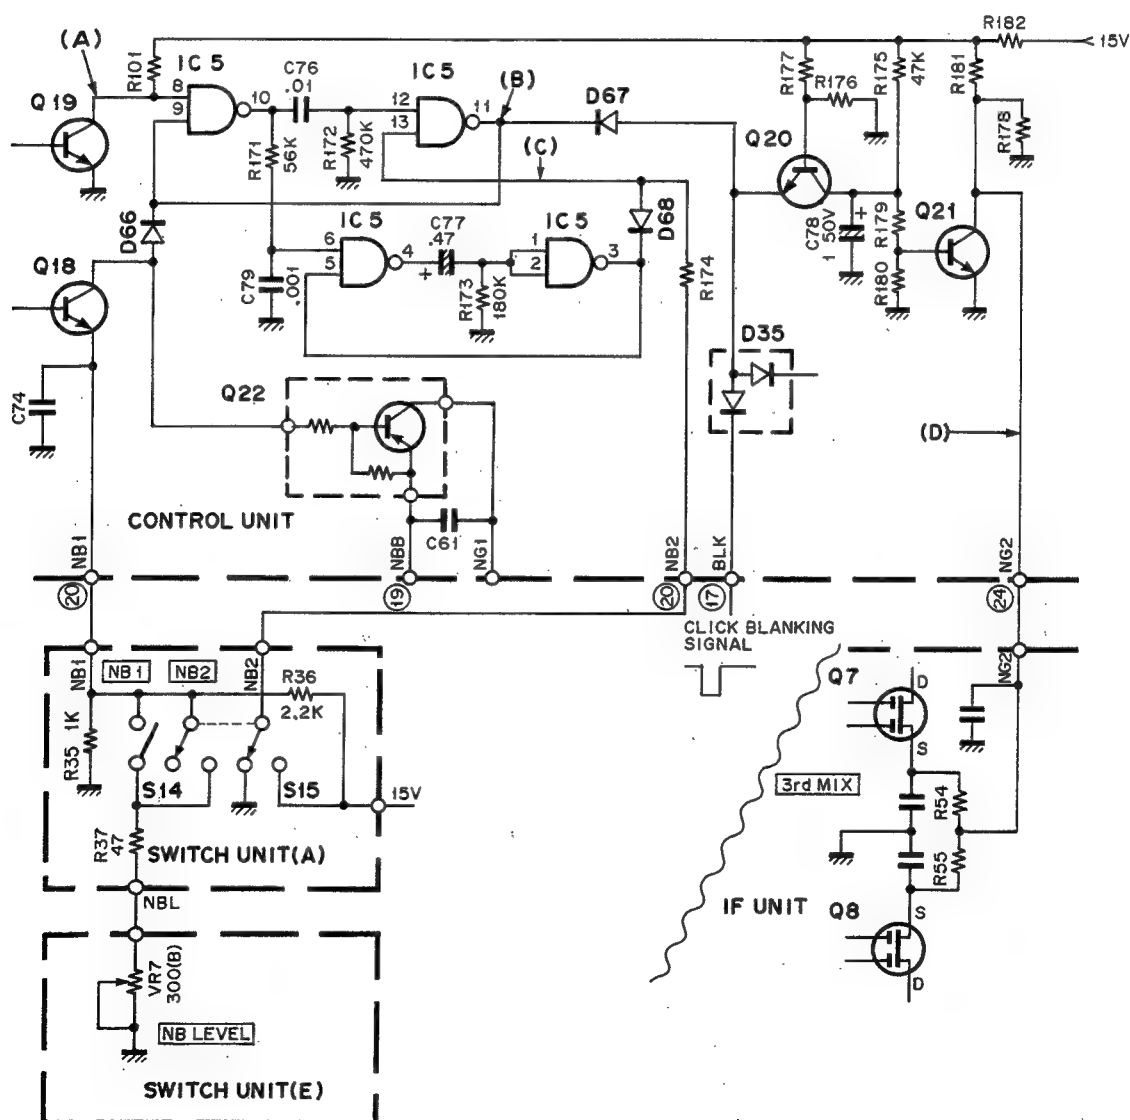 R182
(A)
15V
R101
IC 5
C76
.01
IC 5
(B)
R177
R176
R175
47K
R181
8
9
10
12
13
11
D67
Q19
R171
56K
R172
470K
(C)
Q20
R178
D66
IC 5
C77
.47
IC 5
D68
C78
1 50V
+
R179
Q21
6
5
4
+
1
2
3
R174
Q18
C79
.001
R173
180K
R180
D35
C74
Q22
(D)
CONTROL UNIT
C61
NB1
NBB
NG1
NB2
BLK
NG2
20
19
20
17
24
CLICK BLANKING
SIGNAL
NB1
NB1
NB2
NB2
R36
2.2K
NG2
Q7
D
S
R35 1K
S14
S15
15V
3rd MIX
R54
R37
47
SWITCH UNIT(A)
R55
NBL
IF UNIT
Q8
S
D
VR7
300(B)
NB LEVEL
SWITCH UNIT(E)